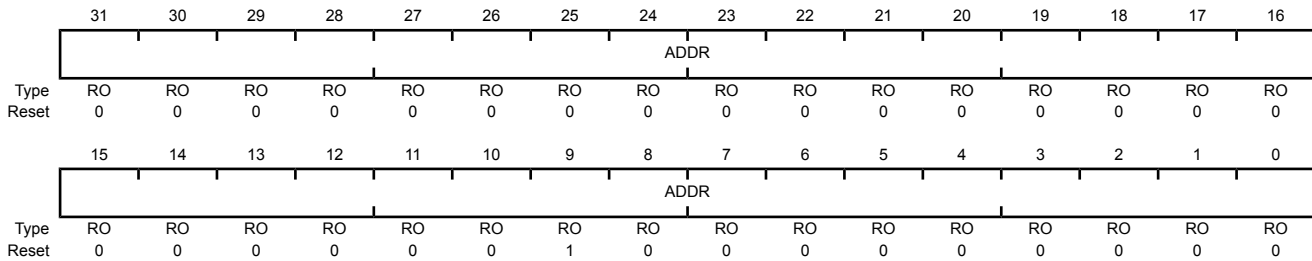 31 30 29 28 27 26 25 24 23 22 21 20 19 18 17 16
ADDR
Type RO RO RO RO RO RO RO RO RO RO RO RO RO RO RO RO
Reset 0 0 0 0 0 0 0 0 0 0 0 0 0 0 0 0
15 14 13 12 11 10 9 8 7 6 5 4 3 2 1 0
ADDR
Type RO RO RO RO RO RO RO RO RO RO RO RO RO RO RO RO
Reset 0 0 0 0 0 0 1 0 0 0 0 0 0 0 0 0